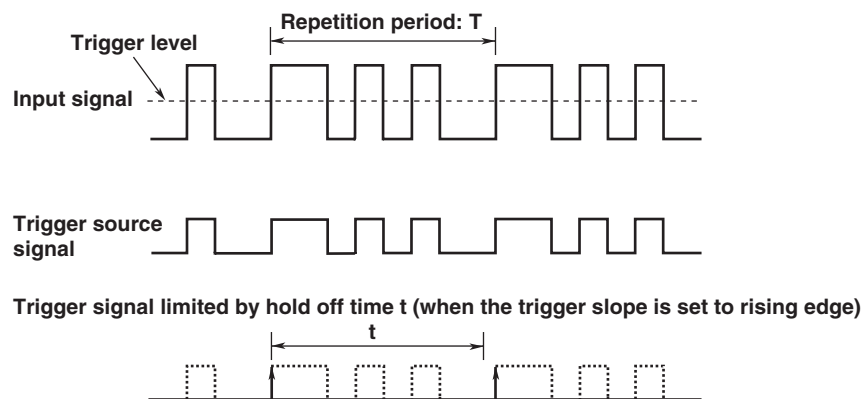 Repetition period: T
Trigger level
Input signal
Trigger source
signal
Trigger signal limited by hold off time t (when the trigger slope is set to rising edge)
t